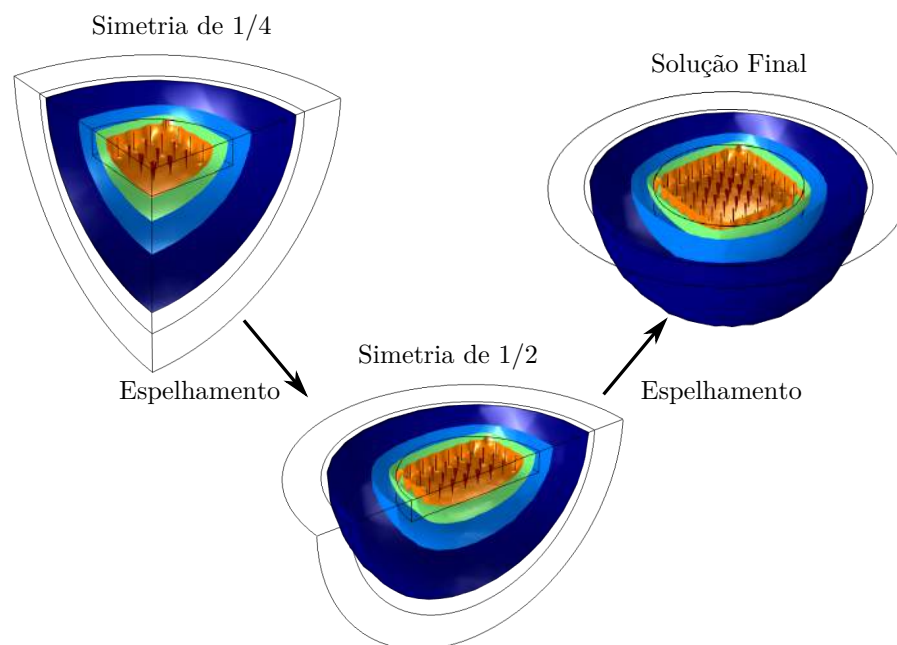 Simetria de 1/4
Solução Final
Simetria de 1/2
Espelhamento
Espelhamento